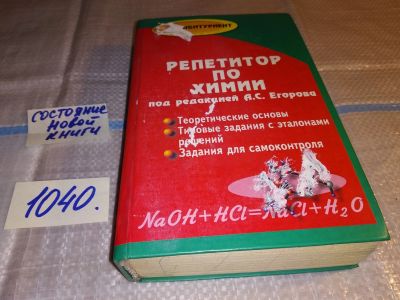 АБИТУРИЕНТ
РЕПЕТИТОР
ПО
ХИМИИ
под редакцией А.С. Егорова
Теоретические основы
Типовые задания с эталонами
решений
Задания для самоконтроля
NaOH+HCl=NaCl+H₂O
СОСТОЯНИЕ
НОВОЙ
КНИГИ
1040.